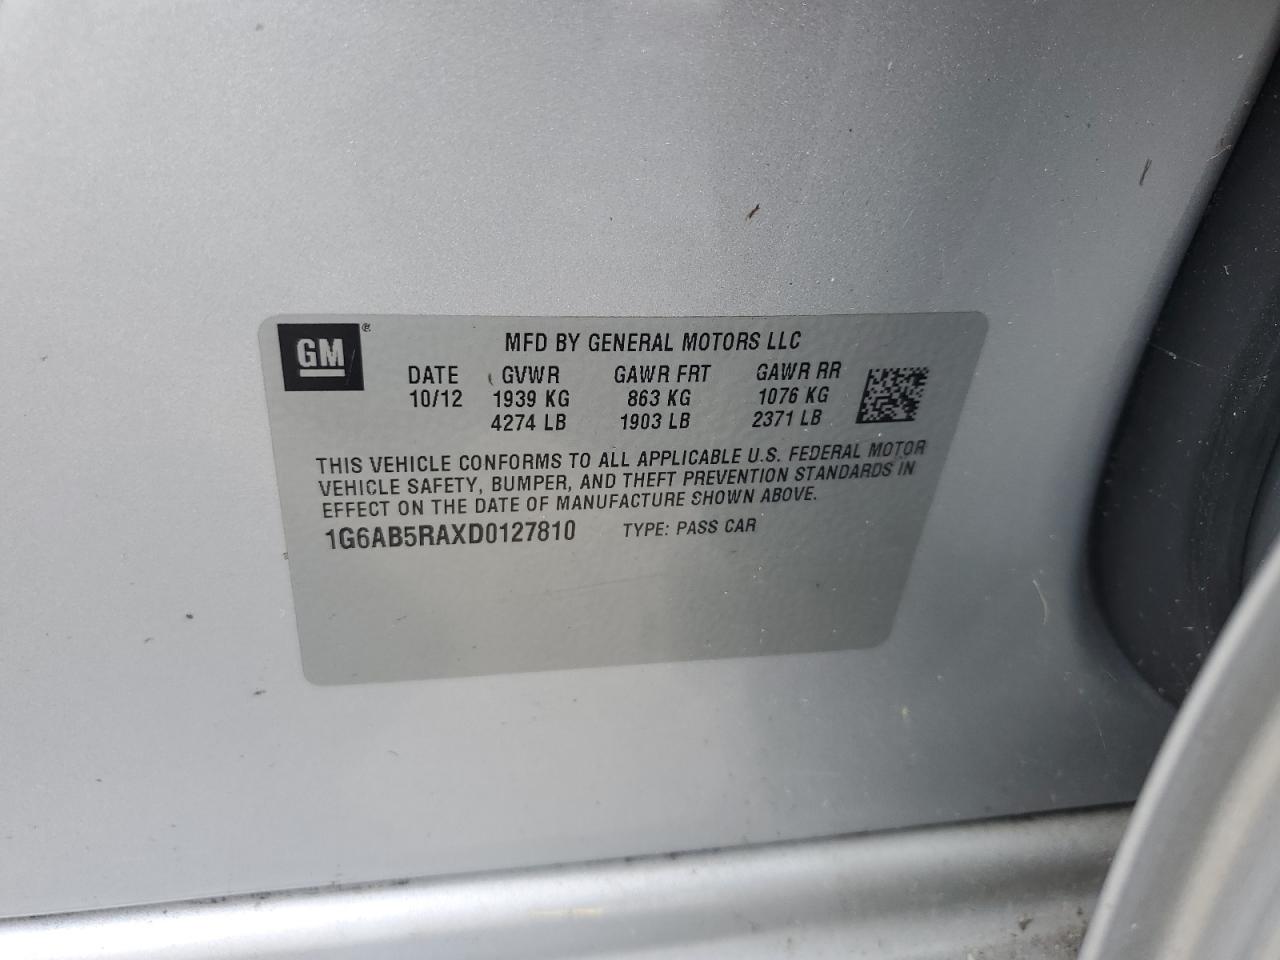 GM®
MFD BY GENERAL MOTORS LLC
DATE GVWR GAWR FRT GAWR RR
10/12 1939 KG 863 KG 1076 KG
4274 LB 1903 LB 2371 LB
THIS VEHICLE CONFORMS TO ALL APPLICABLE U.S. FEDERAL MOTOR
VEHICLE SAFETY, BUMPER, AND THEFT PREVENTION STANDARDS IN
EFFECT ON THE DATE OF MANUFACTURE SHOWN ABOVE.
1G6AB5RAXD0127810 TYPE: PASS CAR